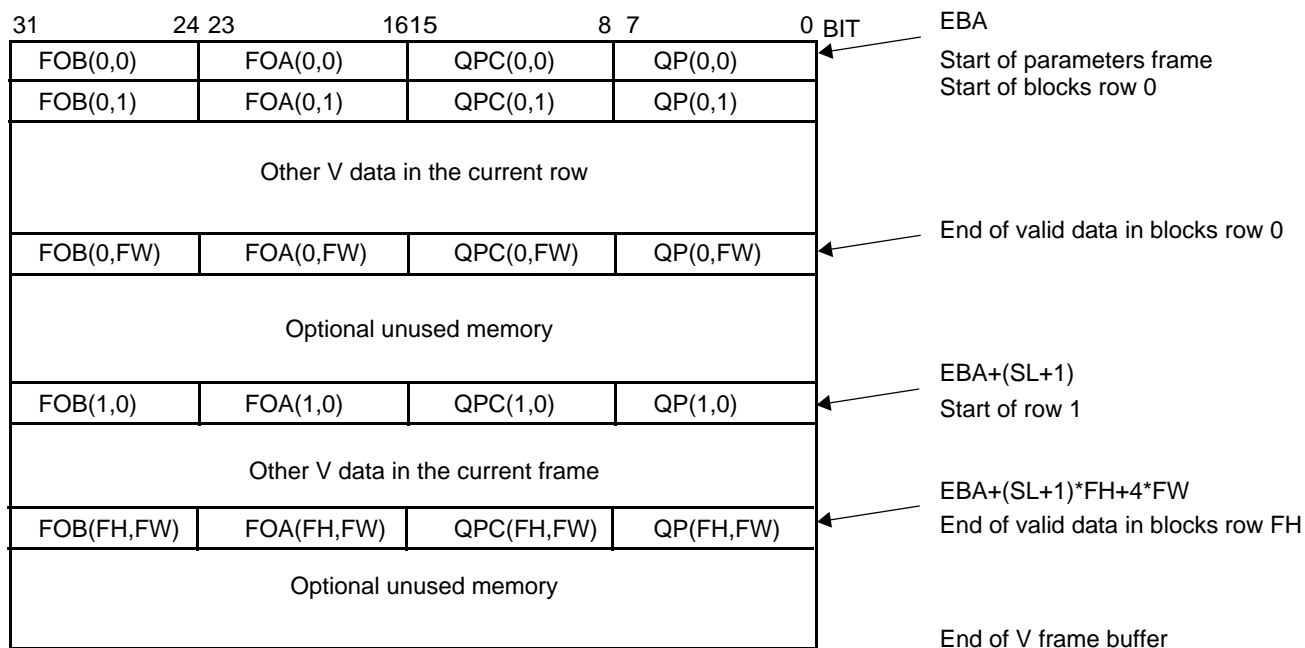 31 24 23 1615 8 7 0 BIT
EBA
FOB(0,0) FOA(0,0) QPC(0,0) QP(0,0)
Start of parameters frame
FOB(0,1) FOA(0,1) QPC(0,1) QP(0,1)
Start of blocks row 0
Other V data in the current row
FOB(0,FW) FOA(0,FW) QPC(0,FW) QP(0,FW)
End of valid data in blocks row 0
Optional unused memory
EBA+(SL+1)
FOB(1,0) FOA(1,0) QPC(1,0) QP(1,0)
Start of row 1
Other V data in the current frame
EBA+(SL+1)*FH+4*FW
FOB(FH,FW) FOA(FH,FW) QPC(FH,FW) QP(FH,FW)
End of valid data in blocks row FH
Optional unused memory
End of V frame buffer